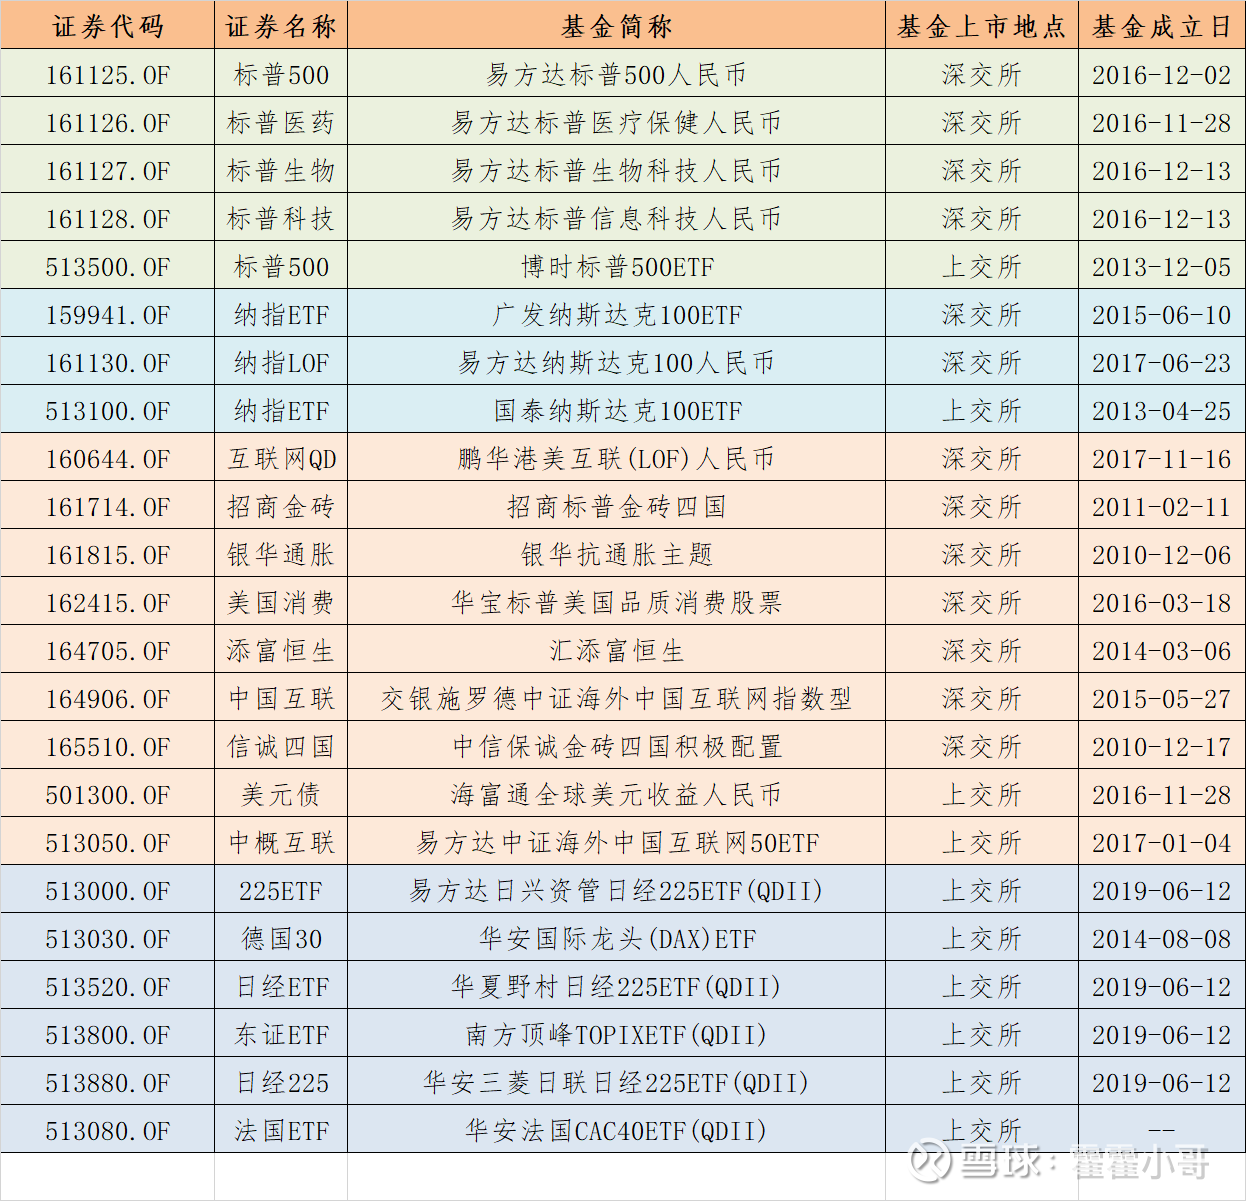 证券代码 证券名称 基金简称 基金上市地点 基金成立日
161125.OF 标普500 易方达标普500人民币 深交所 2016-12-02
161126.OF 标普医药 易方达标普医疗保健人民币 深交所 2016-11-28
161127.OF 标普生物 易方达标普生物科技人民币 深交所 2016-12-13
161128.OF 标普科技 易方达标普信息科技人民币 深交所 2016-12-13
513500.OF 标普500 博时标普500ETF 上交所 2013-12-05
159941.OF 纳指ETF 广发纳斯达克100ETF 深交所 2015-06-10
161130.OF 纳指LOF 易方达纳斯达克100人民币 深交所 2017-06-23
513100.OF 纳指ETF 国泰纳斯达克100ETF 上交所 2013-04-25
160644.OF 互联网QD 鹏华港美互联(LOF)人民币 深交所 2017-11-16
161714.OF 招商金砖 招商标普金砖四国 深交所 2011-02-11
161815.OF 银华通胀 银华抗通胀主题 深交所 2010-12-06
162415.OF 美国消费 华宝标普美国品质消费股票 深交所 2016-03-18
164705.OF 添富恒生 汇添富恒生 深交所 2014-03-06
164906.OF 中国互联 交银施罗德中证海外中国互联网指数型 深交所 2015-05-27
165510.OF 信诚四国 中信保诚金砖四国积极配置 深交所 2010-12-17
501300.OF 美元债 海富通全球美元收益人民币 上交所 2016-11-28
513050.OF 中概互联 易方达中证海外中国互联网50ETF 上交所 2017-01-04
513000.OF 225ETF 易方达日兴资管日经225ETF(QDII) 上交所 2019-06-12
513030.OF 德国30 华安国际龙头(DAX)ETF 上交所 2014-08-08
513520.OF 日经ETF 华夏野村日经225ETF(QDII) 上交所 2019-06-12
513800.OF 东证ETF 南方顶峰TOPIXETF(QDII) 上交所 2019-06-12
513880.OF 日经225 华安三菱日联日经225ETF(QDII) 上交所 2019-06-12
513080.OF 法国ETF 华安法国CAC40ETF(QDII) 上交所 --
雪球：霍霍小哥